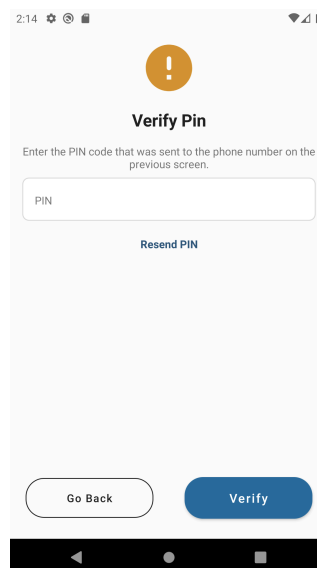 2:14
Verify Pin
Enter the PIN code that was sent to the phone number on the
previous screen.
PIN
Resend PIN
Go Back
Verify